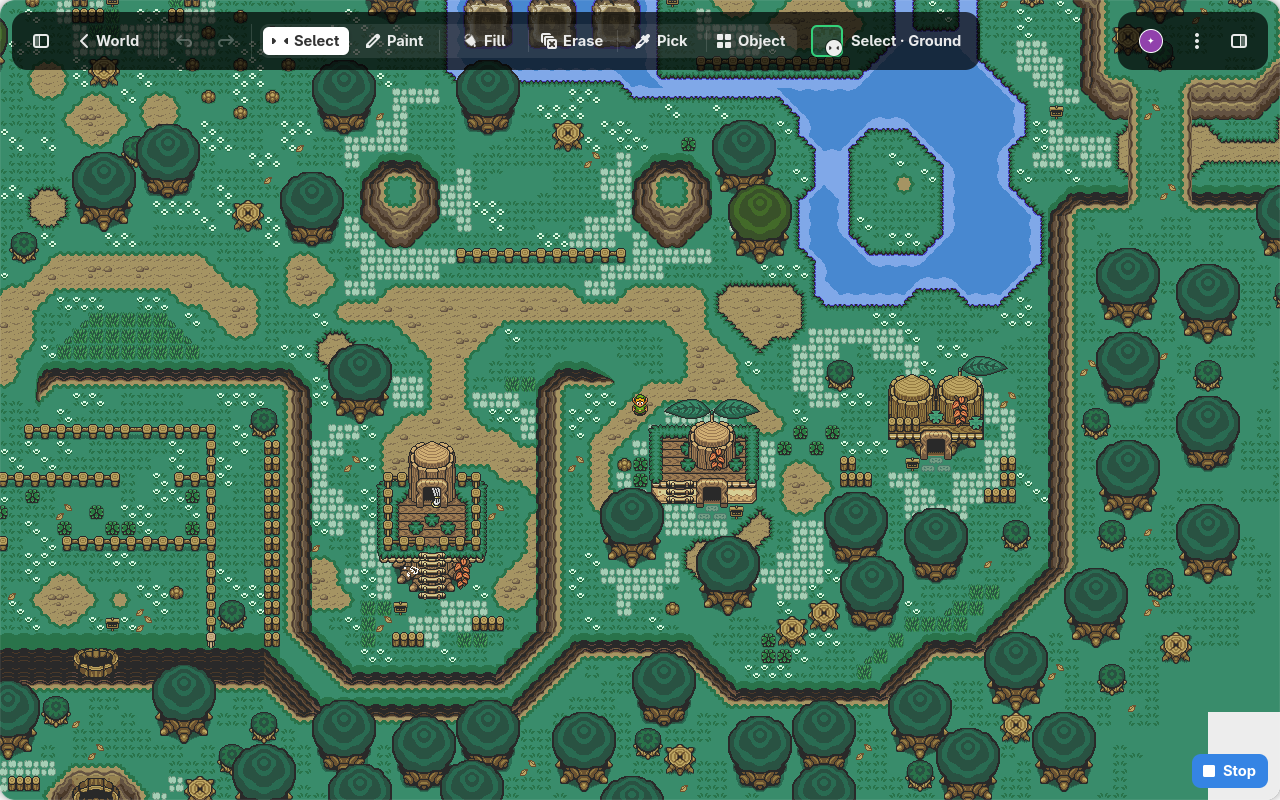 World
Select
Paint
Fill
Erase
Pick
Object
Select · Ground
Stop